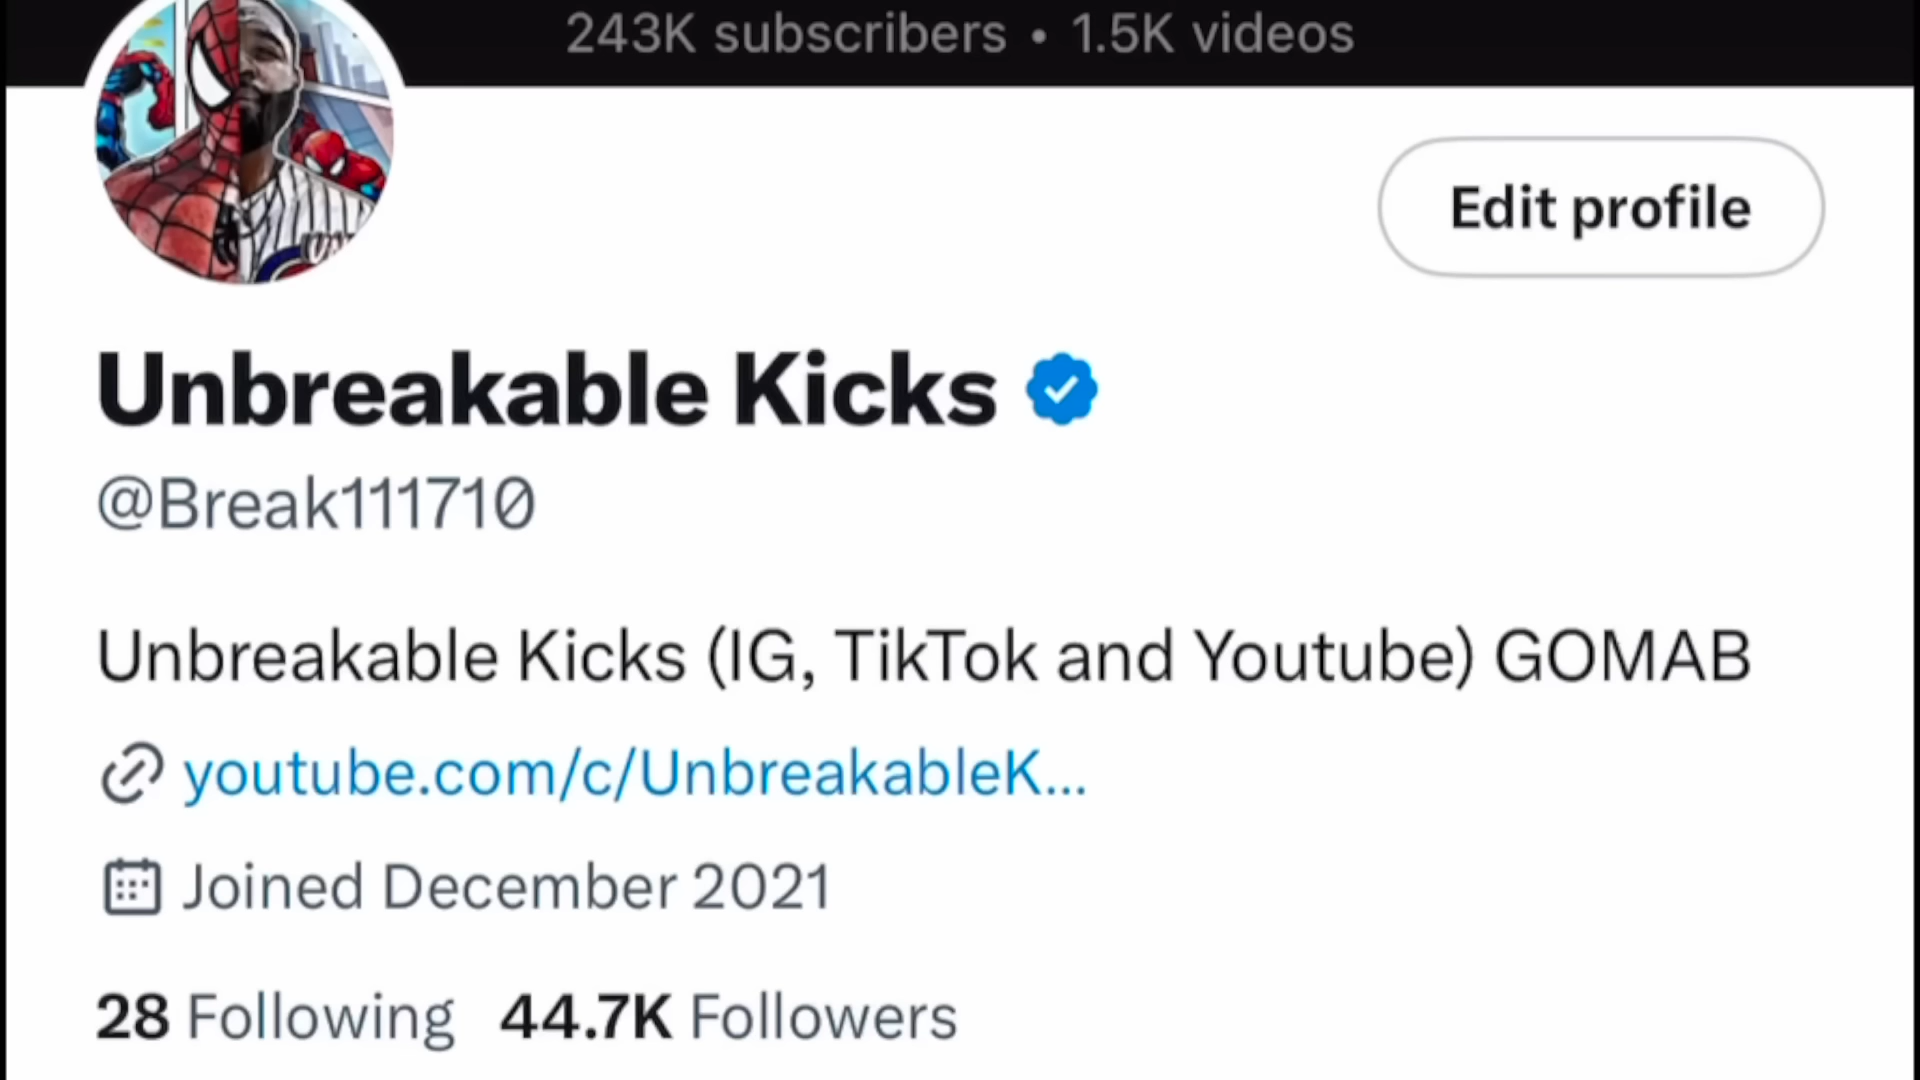 243K subscribers • 1.5K videos
Edit profile
Unbreakable Kicks
@Break111710
Unbreakable Kicks (IG, TikTok and Youtube) GOMAB
youtube.com/c/UnbreakableK...
Joined December 2021
28 Following 44.7K Followers